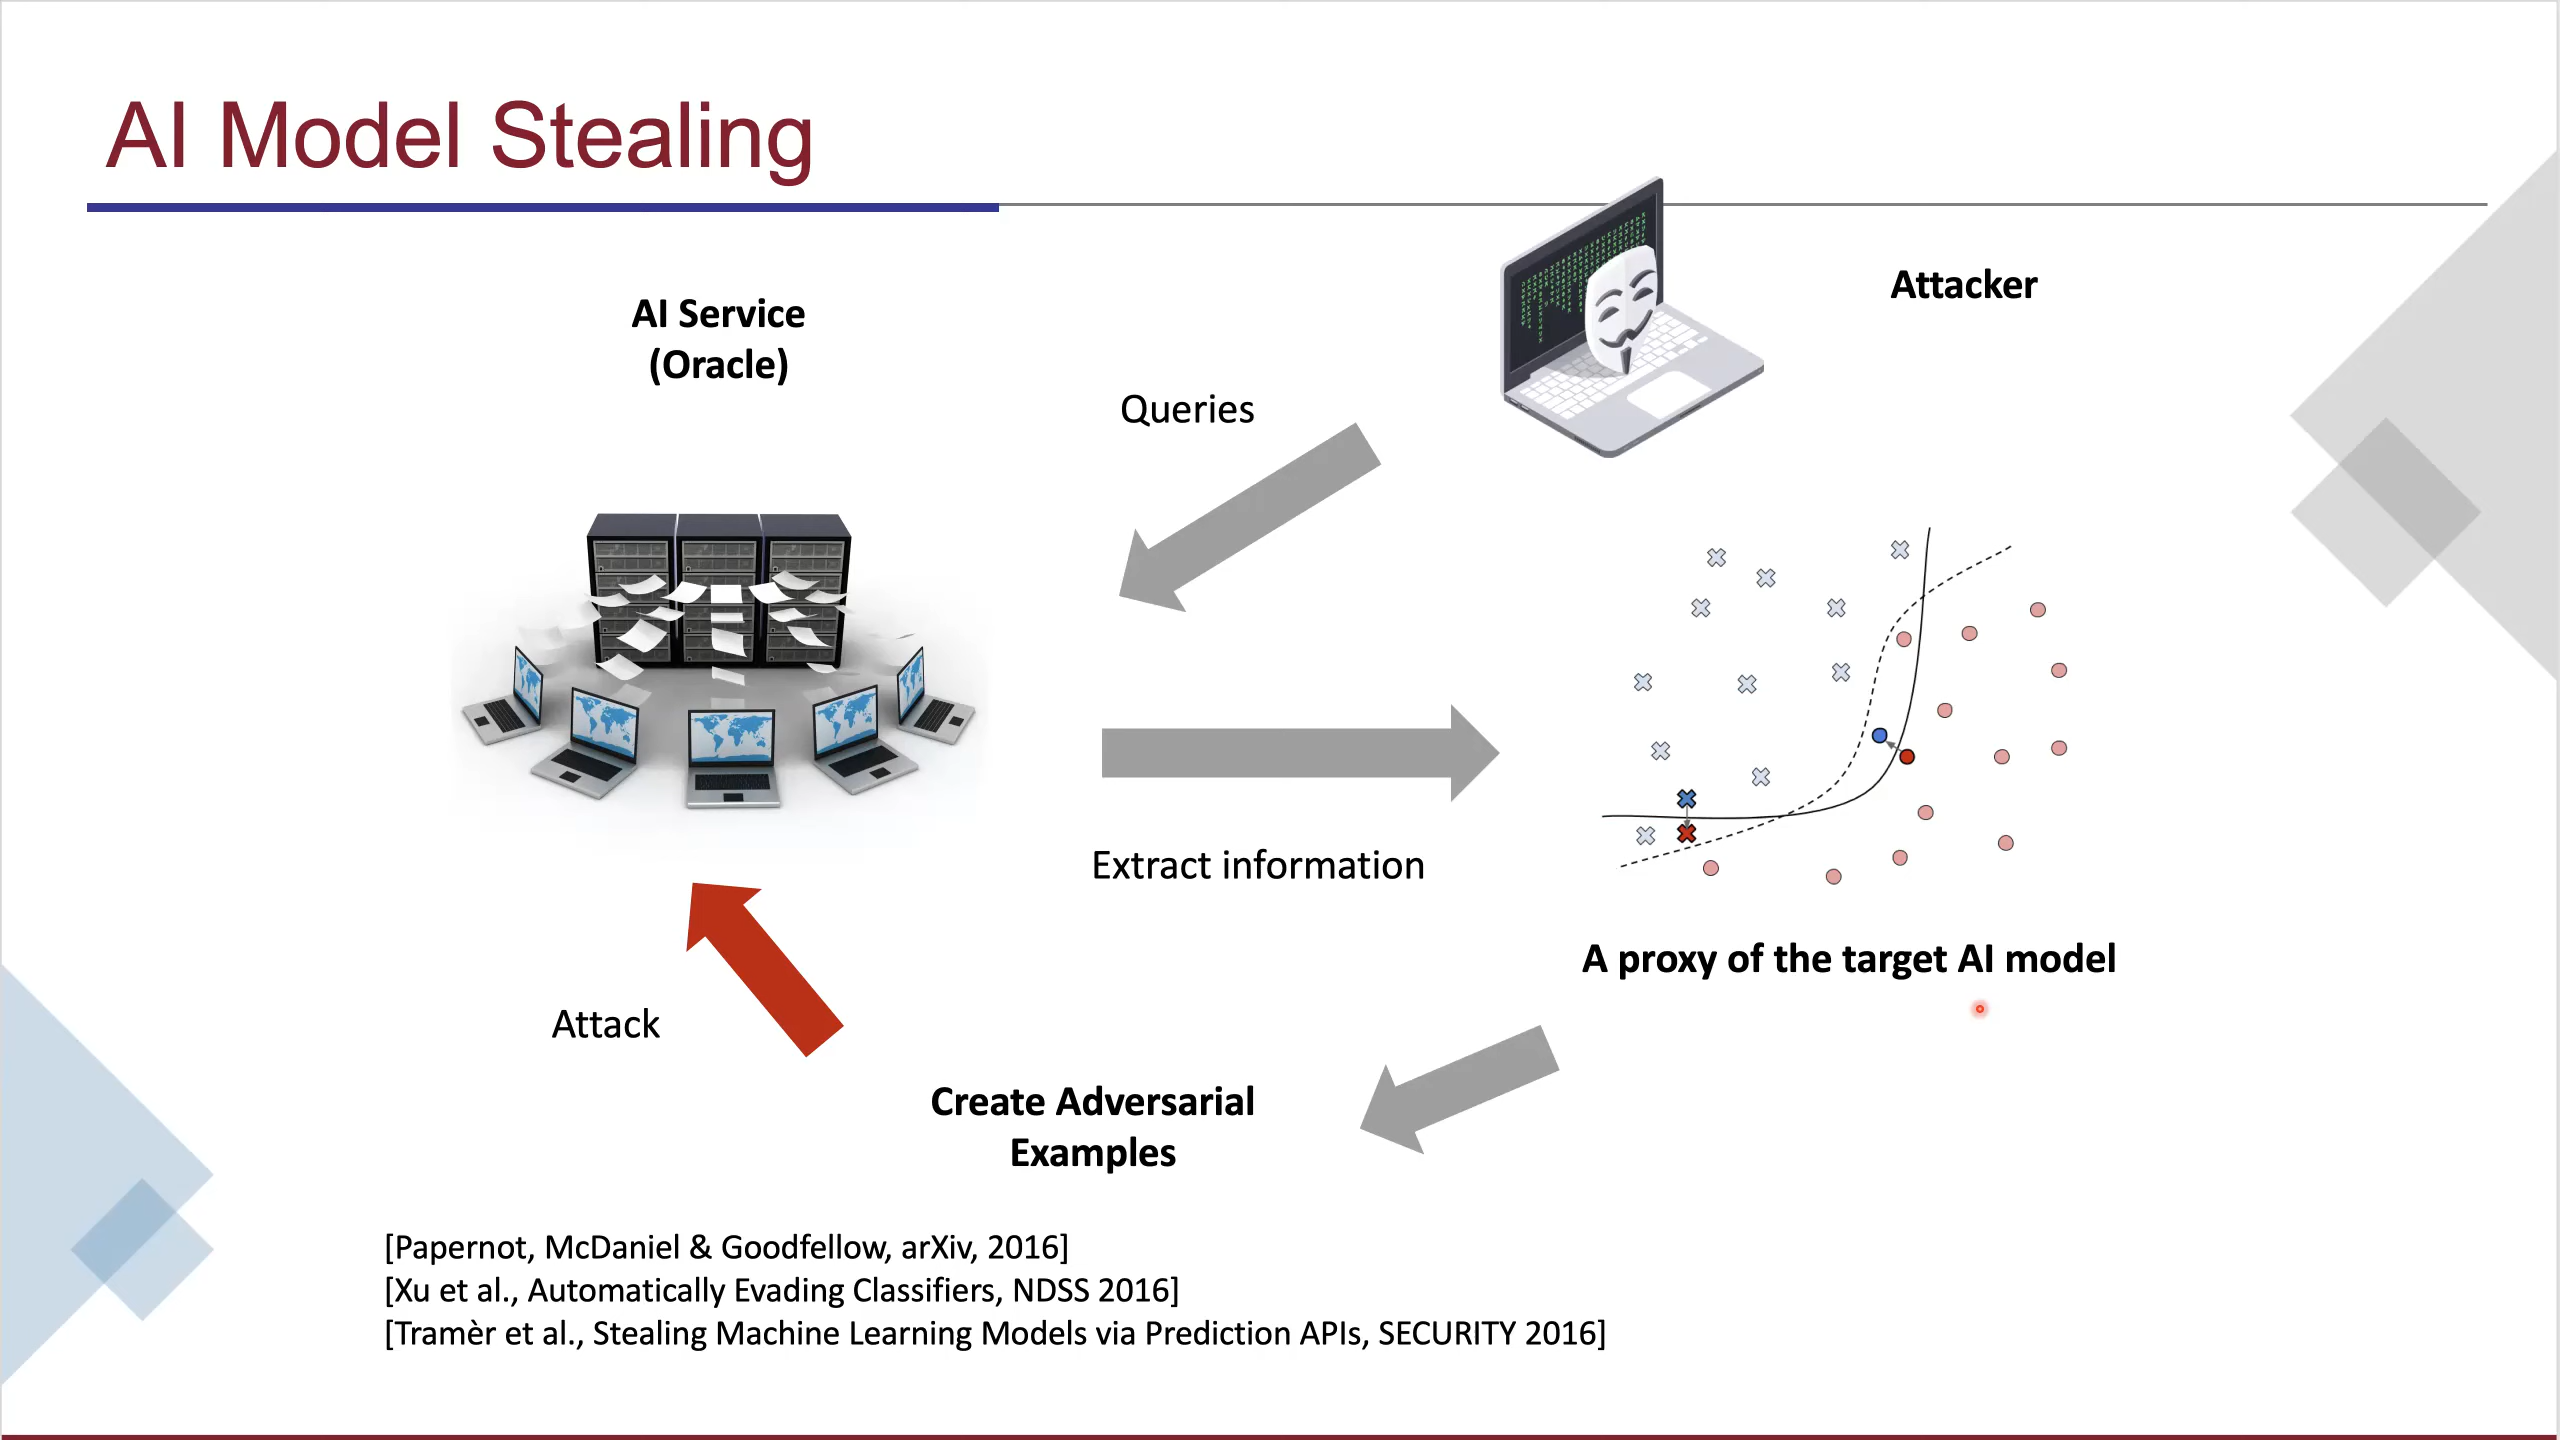 AI Model Stealing
AI Service
(Oracle)
Attacker
Queries
Extract information
A proxy of the target AI model
Attack
Create Adversarial
Examples
[Papernot, McDaniel & Goodfellow, arXiv, 2016]
[Xu et al., Automatically Evading Classifiers, NDSS 2016]
[Tramèr et al., Stealing Machine Learning Models via Prediction APIs, SECURITY 2016]